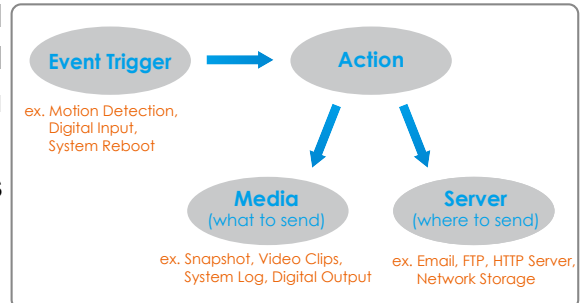 Event Trigger
Action
ex. Motion Detection,
Digital Input,
System Reboot
Media
(what to send)
Server
(where to send)
ex. Snapshot, Video Clips,
System Log, Digital Output
ex. Email, FTP, HTTP Server,
Network Storage